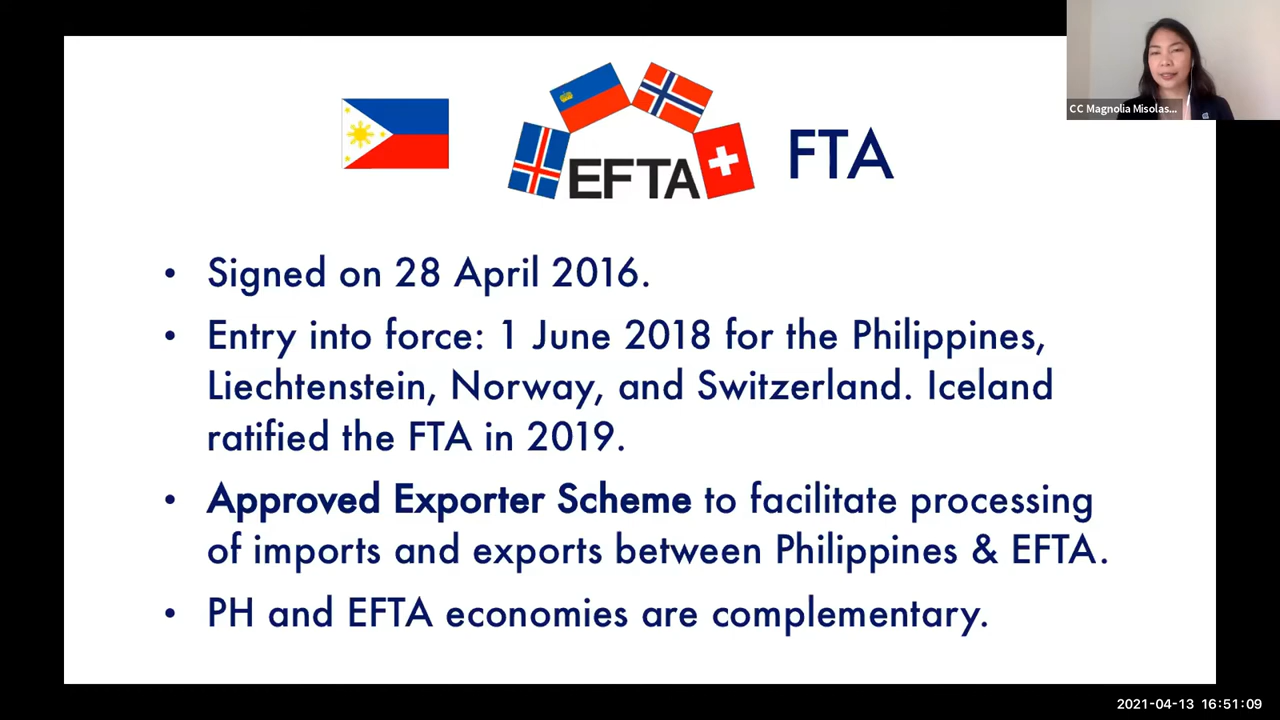 CC Magnolia Misolas...
EFTA
FTA
• Signed on 28 April 2016.
• Entry into force: 1 June 2018 for the Philippines,
Liechtenstein, Norway, and Switzerland. Iceland
ratified the FTA in 2019.
• Approved Exporter Scheme to facilitate processing
of imports and exports between Philippines & EFTA.
• PH and EFTA economies are complementary.
2021-04-13 16:51:09